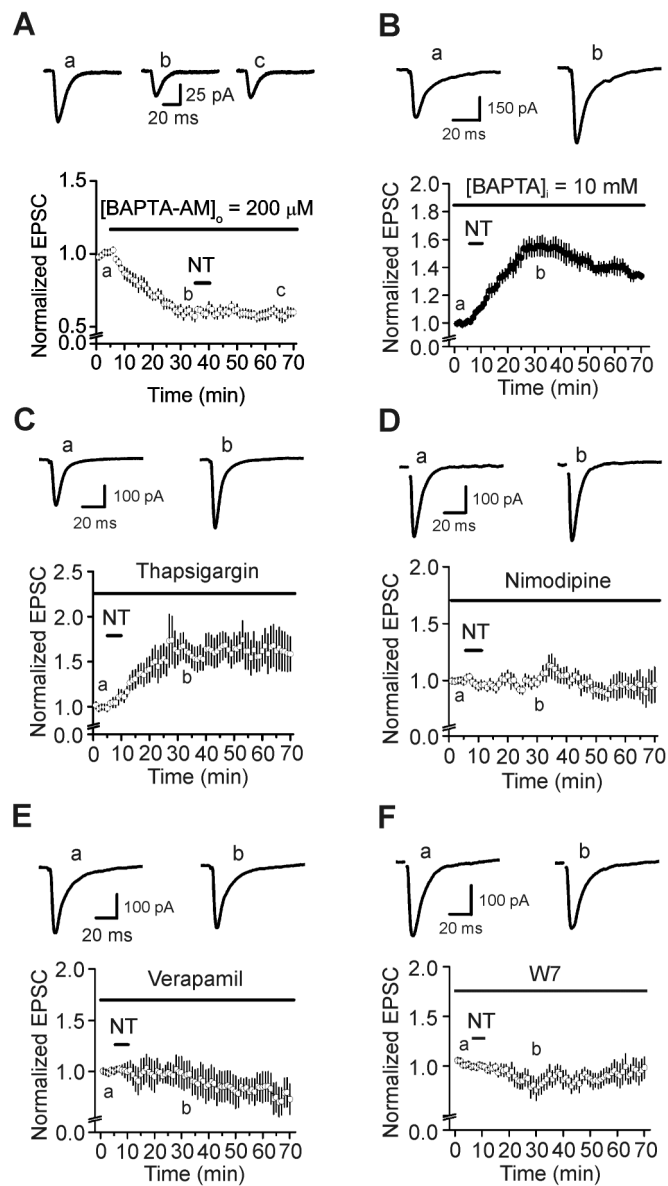 A
a b c
25 pA
20 ms
[BAPTA-AM]o = 200 μM
NT
a b c
Normalized EPSC
1.5
1.0
0.5
0.0
0 10 20 30 40 50 60 70
Time (min)
B
a b
150 pA
20 ms
[BAPTA]i = 10 mM
NT
a b
Normalized EPSC
2.0
1.8
1.6
1.4
1.2
1.0
0.0
0 10 20 30 40 50 60 70
Time (min)
C
a b
100 pA
20 ms
Thapsigargin
NT
a b
Normalized EPSC
2.5
2.0
1.5
1.0
0.0
0 10 20 30 40 50 60 70
Time (min)
D
a b
100 pA
20 ms
Nimodipine
NT
a b
Normalized EPSC
2.0
1.5
1.0
0.0
0 10 20 30 40 50 60 70
Time (min)
E
a b
100 pA
20 ms
Verapamil
NT
a b
Normalized EPSC
2.0
1.5
1.0
0.0
0 10 20 30 40 50 60 70
Time (min)
F
a b
100 pA
20 ms
W7
NT
a b
Normalized EPSC
2.0
1.5
1.0
0.0
0 10 20 30 40 50 60 70
Time (min)